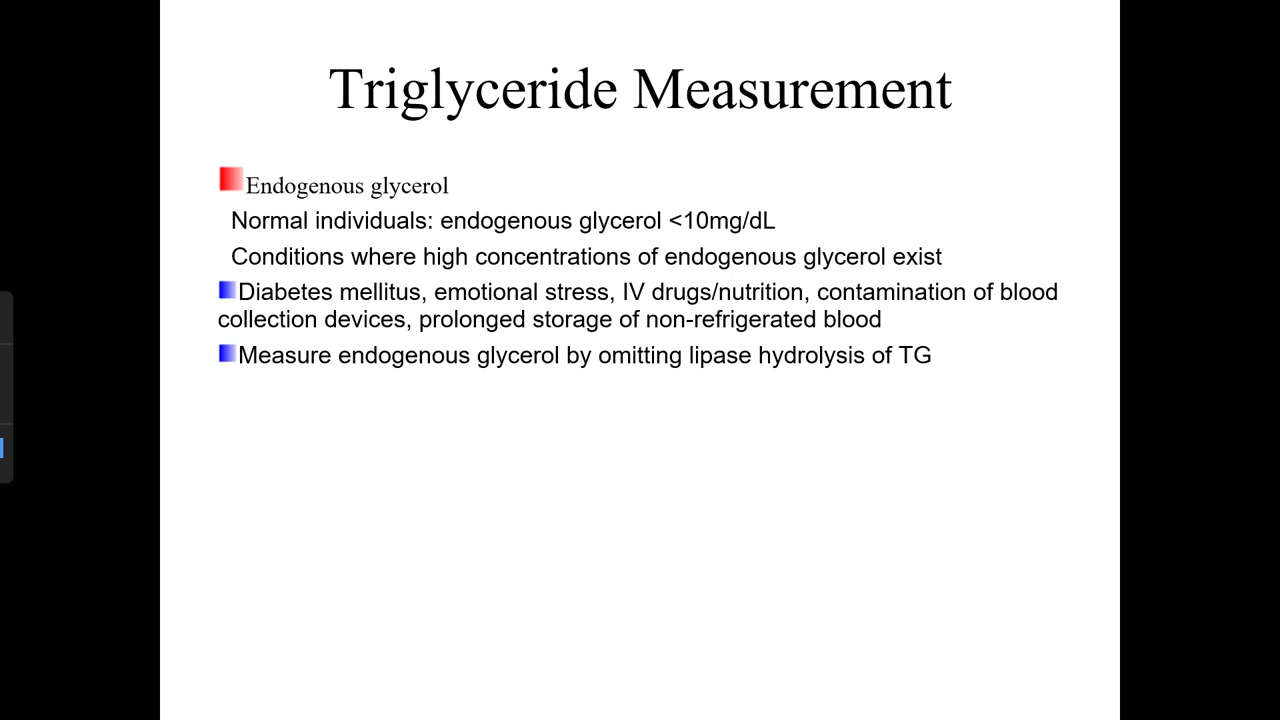 Triglyceride Measurement
Endogenous glycerol
Normal individuals: endogenous glycerol <10mg/dL
Conditions where high concentrations of endogenous glycerol exist
Diabetes mellitus, emotional stress, IV drugs/nutrition, contamination of blood
collection devices, prolonged storage of non-refrigerated blood
Measure endogenous glycerol by omitting lipase hydrolysis of TG